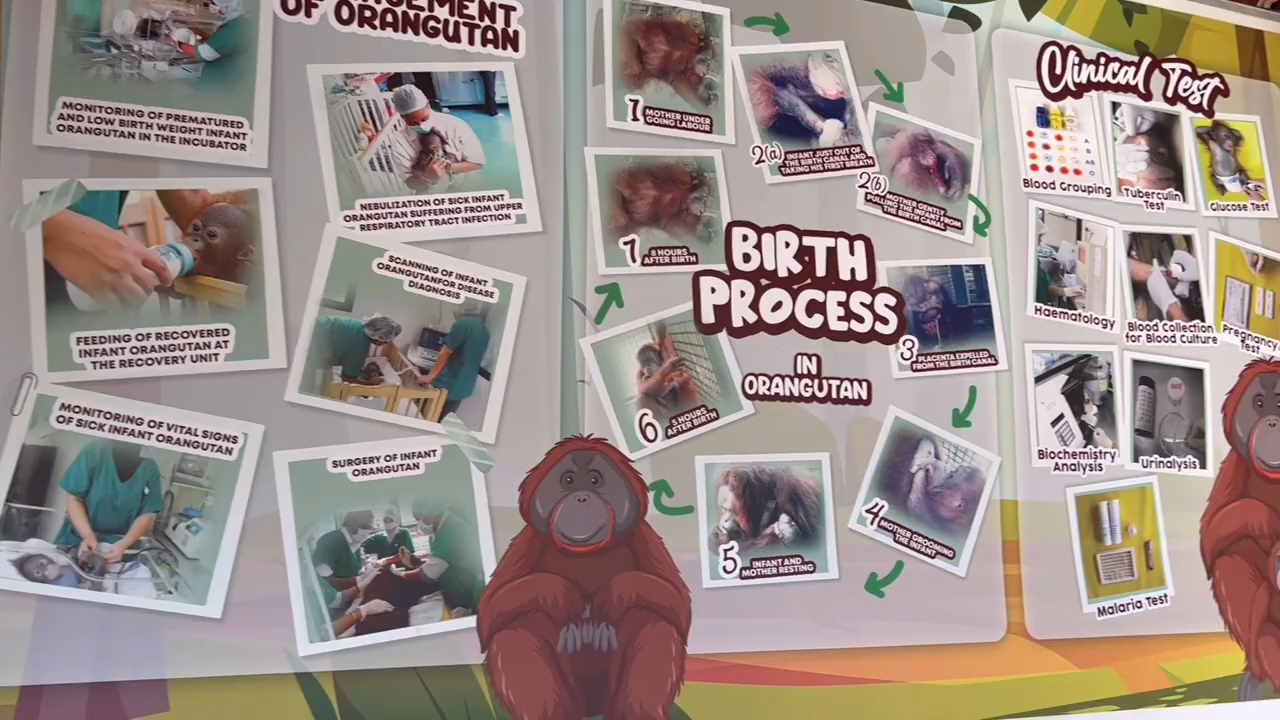 OF ORANGUTAN
MONITORING OF PREMATURED
AND LOW BIRTH WEIGHT INFANT
ORANGUTAN IN THE INCUBATOR
NEBULIZATION OF SICK INFANT
ORANGUTAN SUFFERING FROM UPPER
RESPIRATORY TRACT INFECTION
FEEDING OF RECOVERED
INFANT ORANGUTAN AT
THE RECOVERY UNIT
SCANNING OF INFANT
ORANGUTANFOR DISEASE
DIAGNOSIS
MONITORING OF VITAL SIGNS
OF SICK INFANT ORANGUTAN
SURGERY OF INFANT
ORANGUTAN
BIRTH
PROCESS
IN
ORANGUTAN
1 MOTHER UNDER
GOING LABOUR
2(a) INFANT JUST OUT OF
THE BIRTH CANAL AND
TAKING HIS FIRST BREATH
2(b) MOTHER GENTLY
PULLING THE INFANT FROM
THE BIRTH CANAL
3 PLACENTA EXPELLED
FROM THE BIRTH CANAL
4 MOTHER GROOMING
THE INFANT
5 INFANT AND
MOTHER RESTING
6 5 HOURS
AFTER BIRTH
7 8 HOURS
AFTER BIRTH
Clinical Test
Blood Grouping
Tuberculin
Test
Glucose Test
Haematology
Blood Collection
for Blood Culture
Pregnancy
Test
Biochemistry
Analysis
Urinalysis
Malaria Test